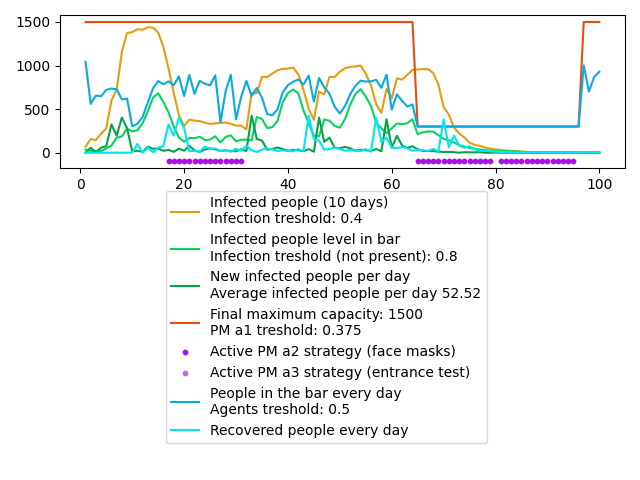 1500
1000
500
0
0 20 40 60 80 100
Infected people (10 days)
Infection treshold: 0.4
Infected people level in bar
Infection treshold (not present): 0.8
New infected people per day
Average infected people per day 52.52
Final maximum capacity: 1500
PM a1 treshold: 0.375
Active PM a2 strategy (face masks)
Active PM a3 strategy (entrance test)
People in the bar every day
Agents treshold: 0.5
Recovered people every day